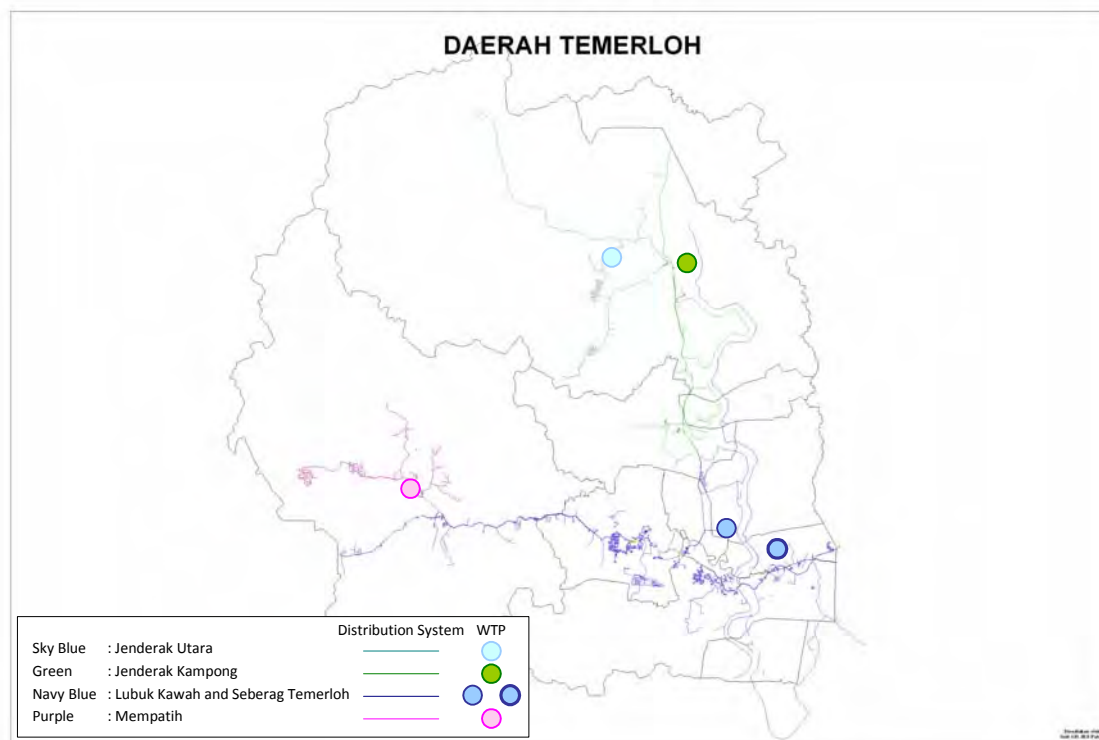 DAERAH TEMERLOH
Distribution System WTP
Sky Blue : Jenderak Utara
Green : Jenderak Kampong
Navy Blue : Lubuk Kawah and Seberag Temerloh
Purple : Mempatih